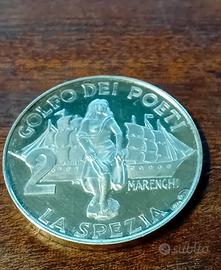 GOLFO DEI POETI
2 MARENGHI
LA SPEZIA
subito